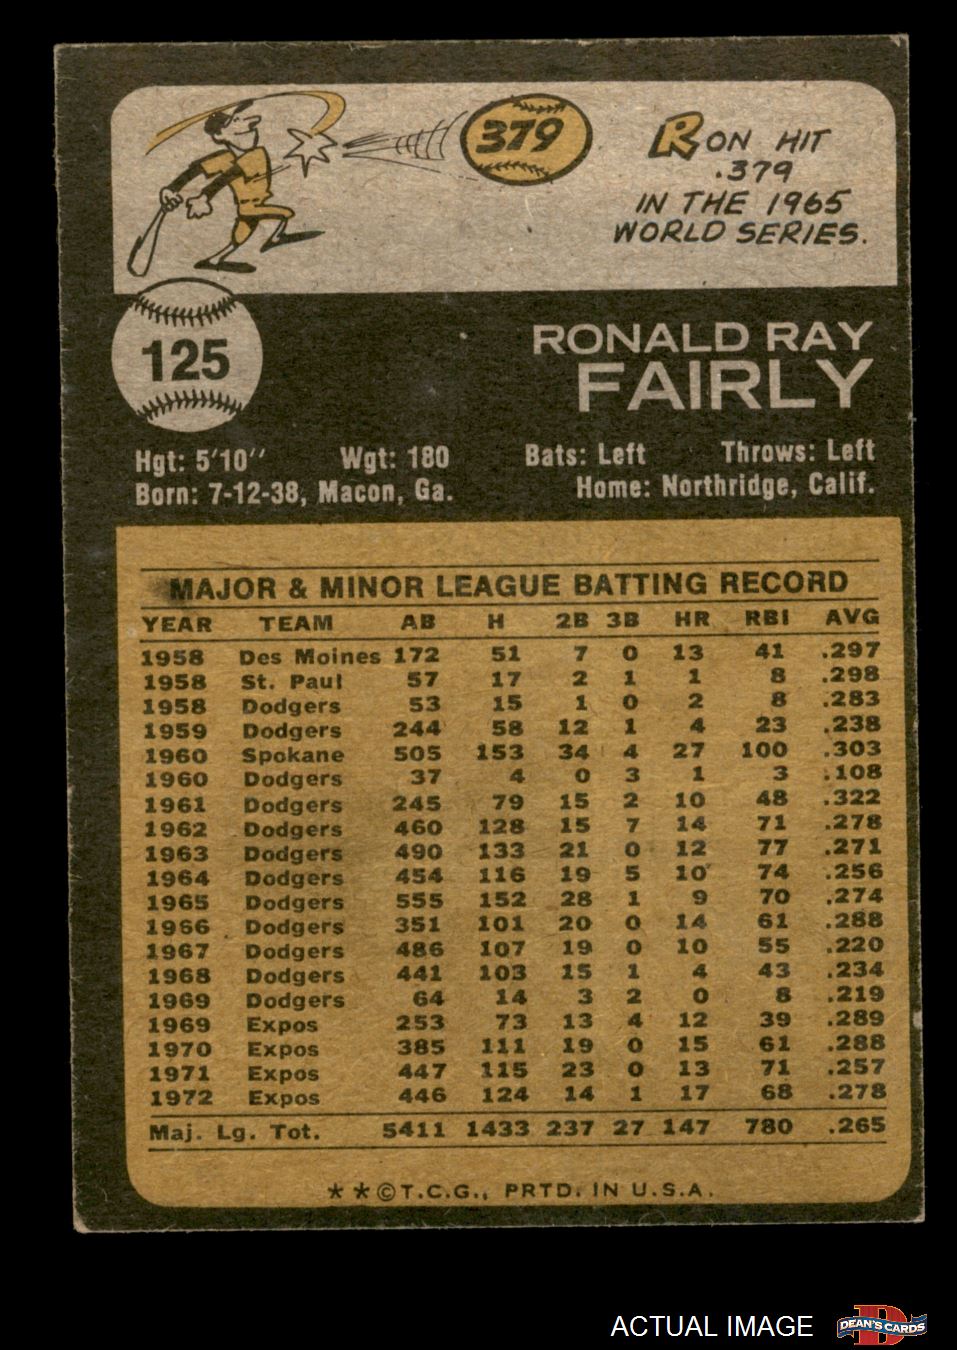 379
RON HIT
.379
IN THE 1965
WORLD SERIES.
125
RONALD RAY
FAIRLY
Hgt: 5'10'' Wgt: 180 Bats: Left Throws: Left
Born: 7-12-38, Macon, Ga. Home: Northridge, Calif.
MAJOR & MINOR LEAGUE BATTING RECORD
YEAR TEAM AB H 2B 3B HR RBI AVG
1958 Des Moines 172 51 7 0 13 41 .297
1958 St. Paul 57 17 2 1 1 8 .298
1958 Dodgers 53 15 1 0 2 8 .283
1959 Dodgers 244 58 12 1 4 23 .238
1960 Spokane 505 153 34 4 27 100 .303
1960 Dodgers 37 4 0 3 1 3 .108
1961 Dodgers 245 79 15 2 10 48 .322
1962 Dodgers 460 128 15 7 14 71 .278
1963 Dodgers 490 133 21 0 12 77 .271
1964 Dodgers 454 116 19 5 10 74 .256
1965 Dodgers 555 152 28 1 9 70 .274
1966 Dodgers 351 101 20 0 14 61 .288
1967 Dodgers 486 107 19 0 10 55 .220
1968 Dodgers 441 103 15 1 4 43 .234
1969 Dodgers 64 14 3 2 0 8 .219
1969 Expos 253 73 13 4 12 39 .289
1970 Expos 385 111 19 0 15 61 .288
1971 Expos 447 115 23 0 13 71 .257
1972 Expos 446 124 14 1 17 68 .278
Maj. Lg. Tot. 5411 1433 237 27 147 780 .265
★ ★ © T.C.G., PRTD. IN U.S.A.
ACTUAL IMAGE
D
DEAN'S CARDS